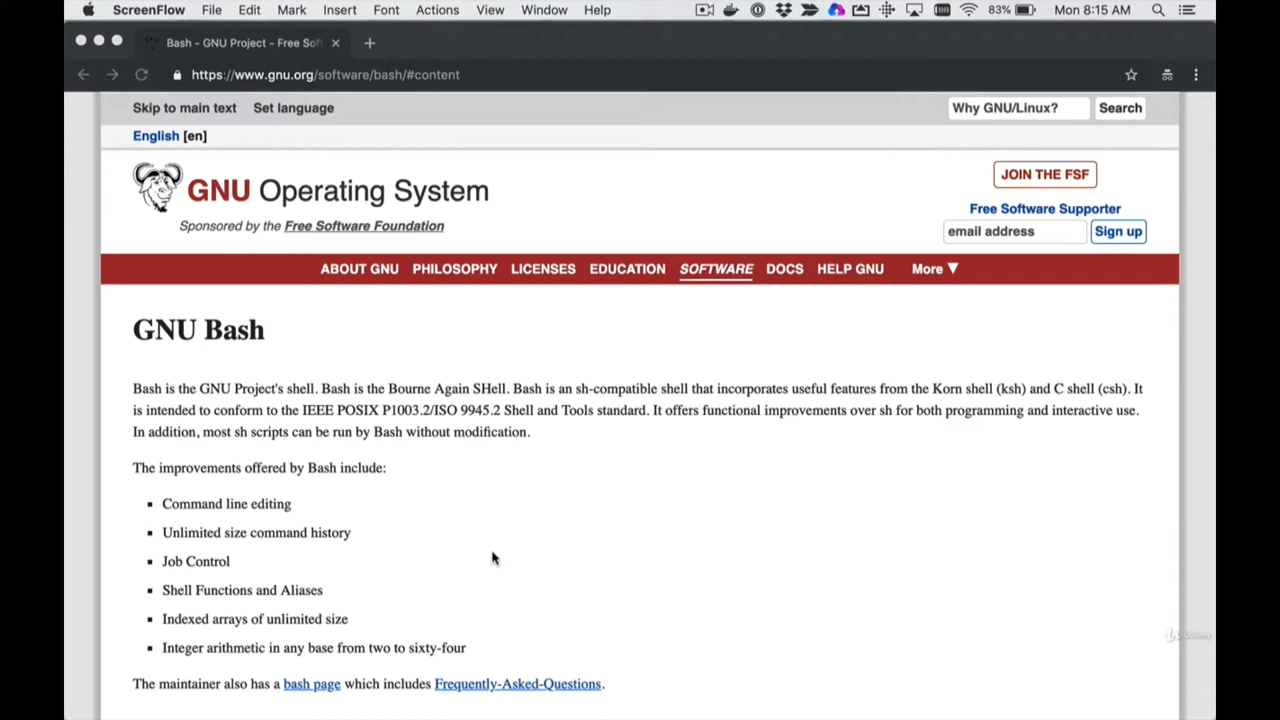 ScreenFlow File Edit Mark Insert Font Actions View Window Help 83% Mon 8:15 AM
Bash - GNU Project - Free Sof
https://www.gnu.org/software/bash/#content
Skip to main text Set language Why GNU/Linux? Search
English [en]
GNU Operating System
JOIN THE FSF
Sponsored by the Free Software Foundation
Free Software Supporter
email address Sign up
ABOUT GNU PHILOSOPHY LICENSES EDUCATION SOFTWARE DOCS HELP GNU More ▼
GNU Bash
Bash is the GNU Project's shell. Bash is the Bourne Again SHell. Bash is an sh-compatible shell that incorporates useful features from the Korn shell (ksh) and C shell (csh). It
is intended to conform to the IEEE POSIX P1003.2/ISO 9945.2 Shell and Tools standard. It offers functional improvements over sh for both programming and interactive use.
In addition, most sh scripts can be run by Bash without modification.
The improvements offered by Bash include:
▪ Command line editing
▪ Unlimited size command history
▪ Job Control
▪ Shell Functions and Aliases
▪ Indexed arrays of unlimited size
▪ Integer arithmetic in any base from two to sixty-four
Udemy
The maintainer also has a bash page which includes Frequently-Asked-Questions.